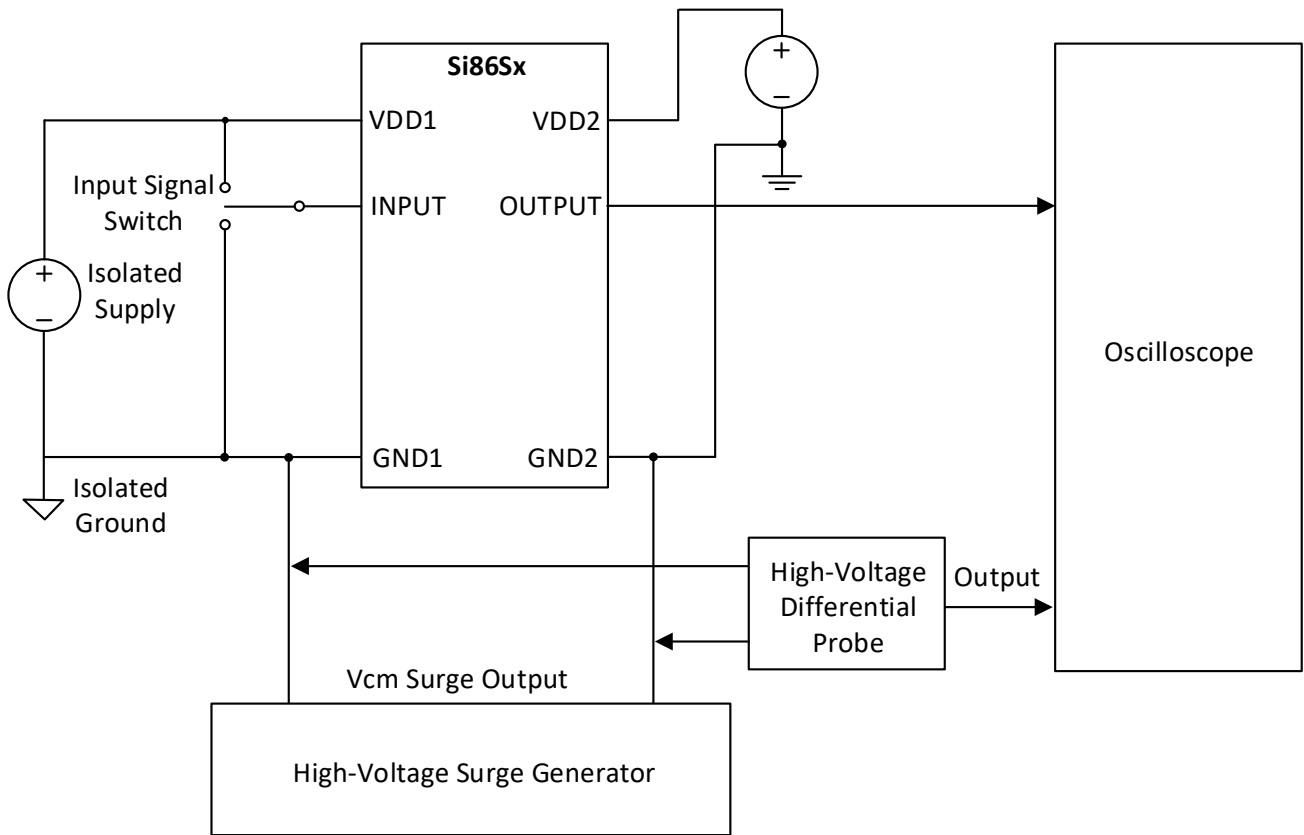 Si86Sx
VDD1
VDD2
+
−
Input Signal
Switch
INPUT
OUTPUT
+
−
Isolated
Supply
Oscilloscope
GND1
GND2
Isolated
Ground
High-Voltage
Differential
Probe
Output
Vcm Surge Output
High-Voltage Surge Generator